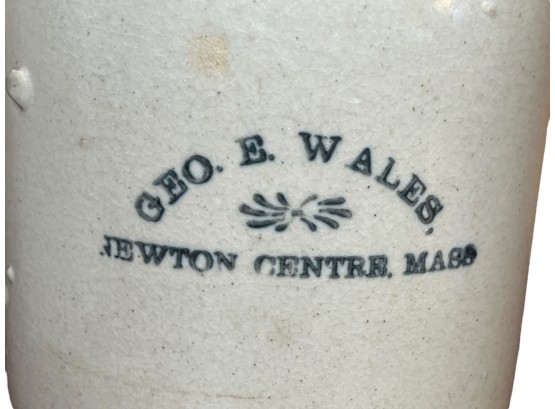 GEO. E. WALES,
NEWTON CENTRE, MASS